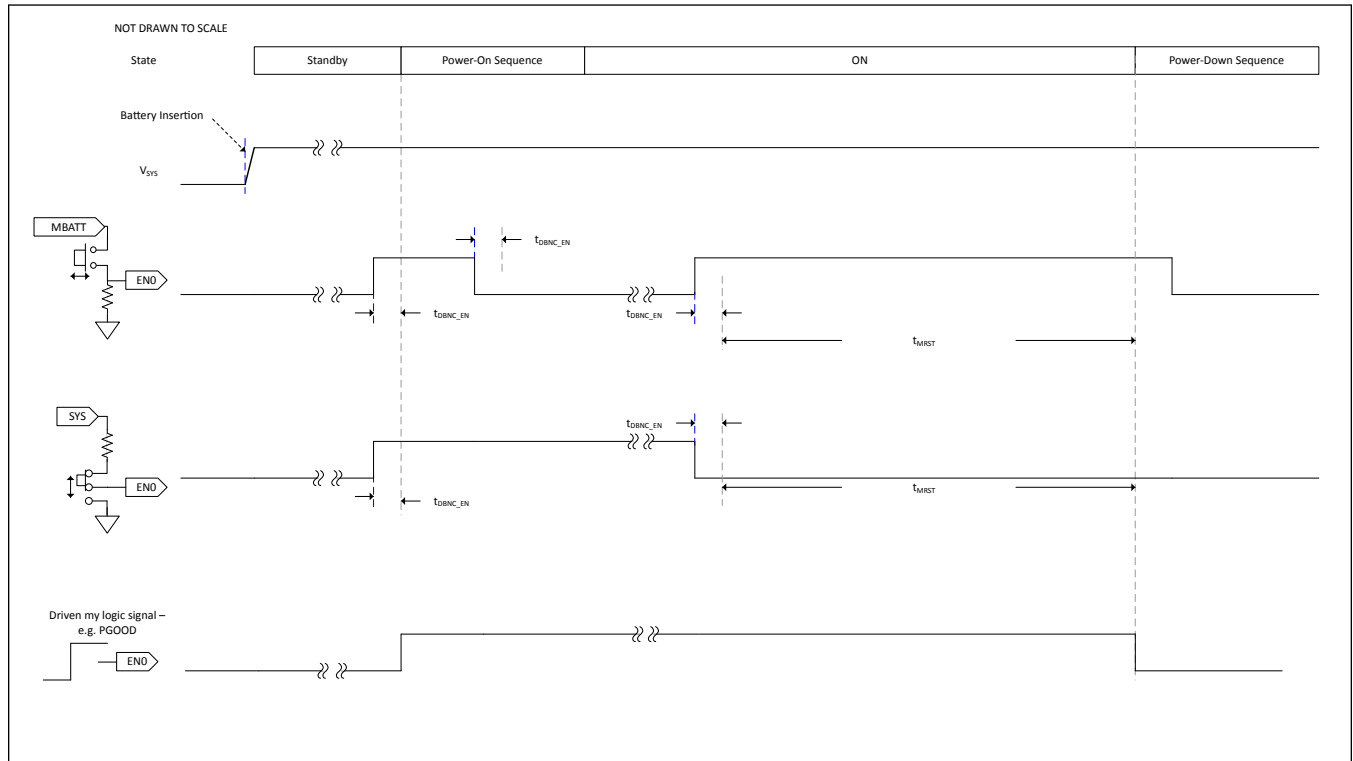 NOT DRAWN TO SCALE
State
Standby
Power-On Sequence
ON
Power-Down Sequence
Battery Insertion
VSYS
MBATT
EN0
tDBNC_EN
tDBNC_EN
tDBNC_EN
tMRST
SYS
EN0
tDBNC_EN
tDBNC_EN
tMRST
Driven my logic signal –
e.g. PGOOD
EN0